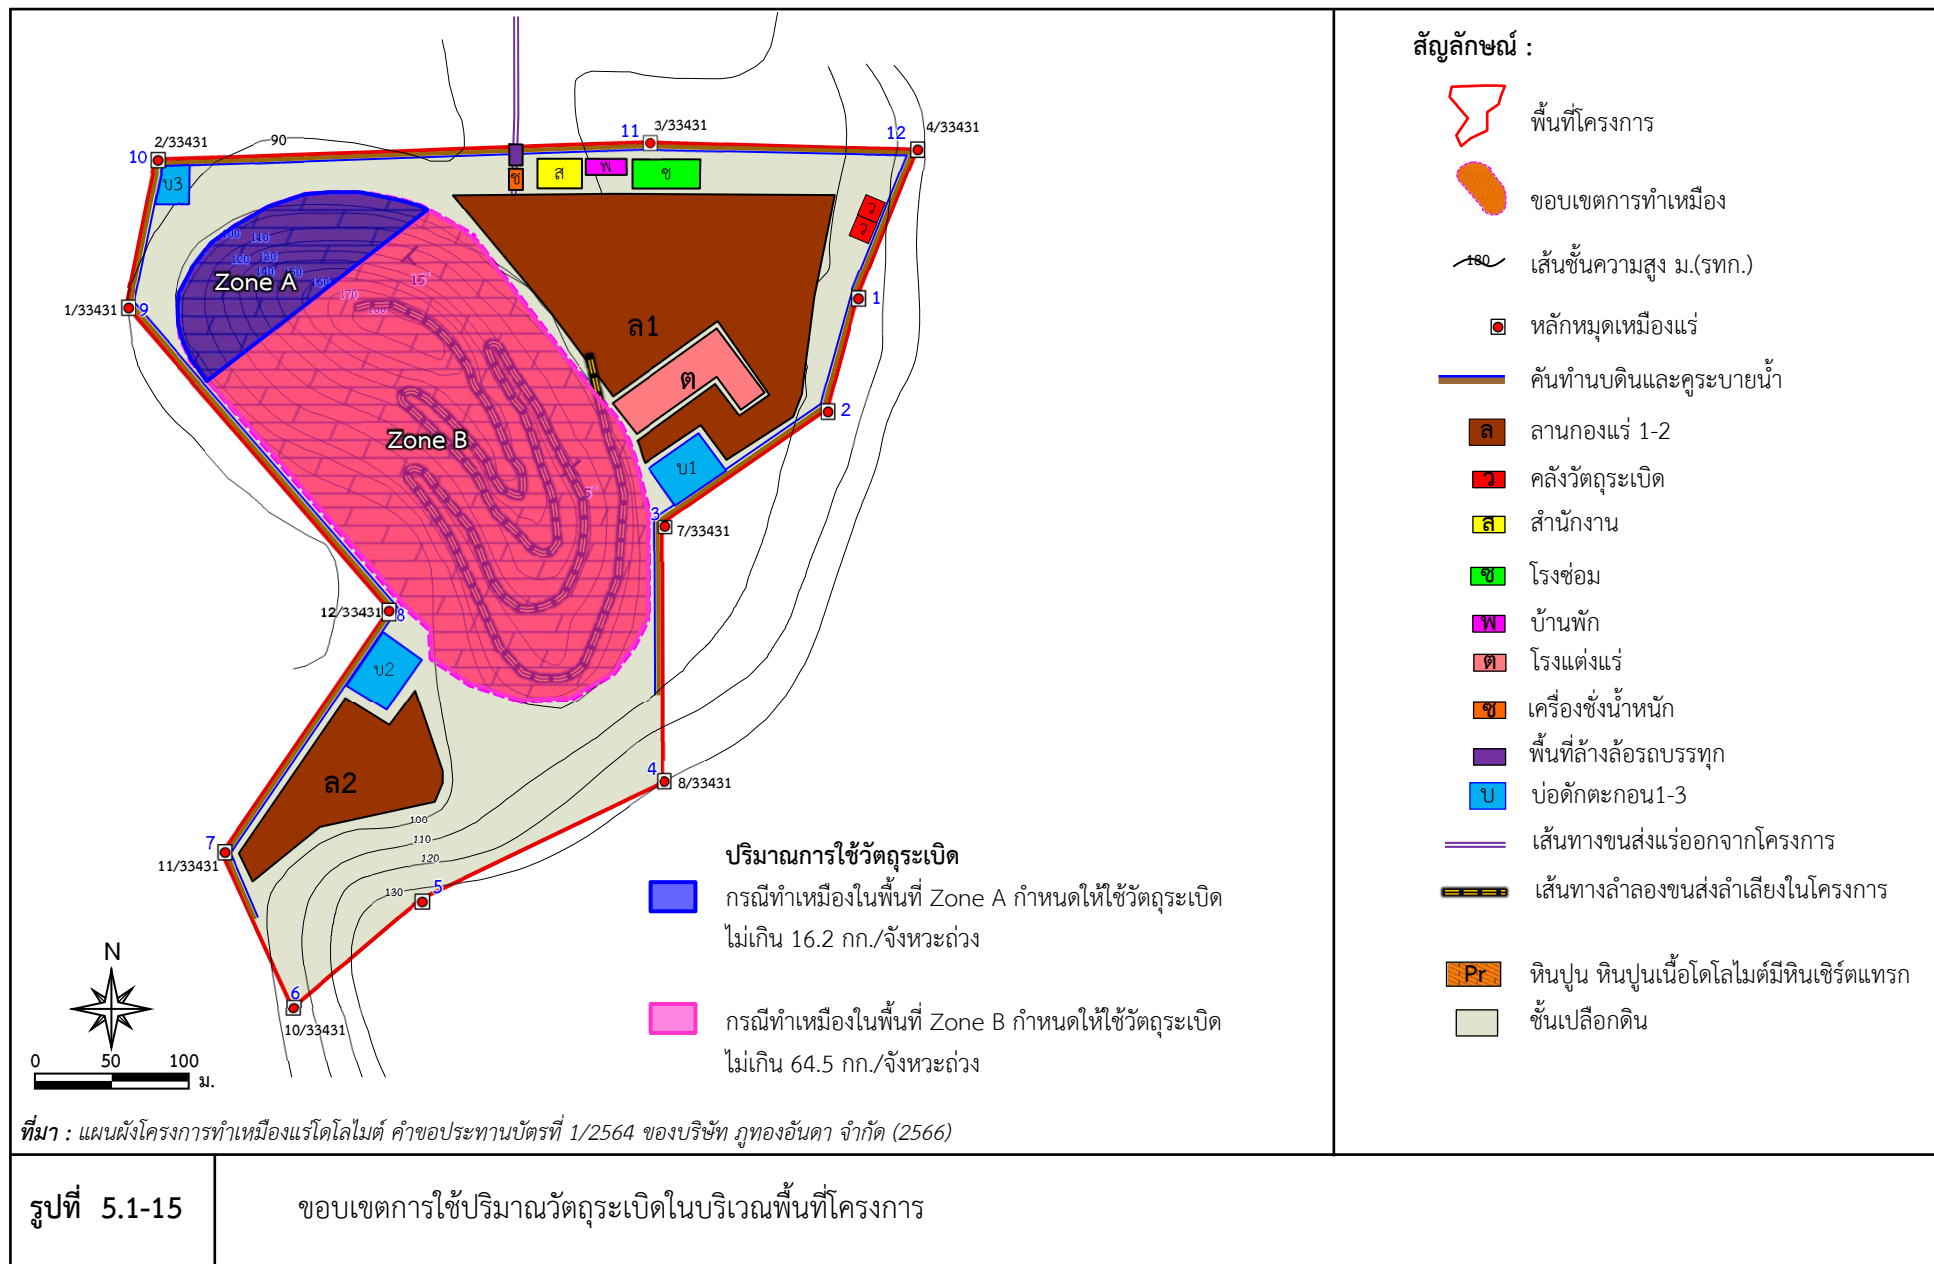 สัญลักษณ์ :
พื้นที่โครงการ
ขอบเขตการทำเหมือง
180 เส้นชั้นความสูง ม.(รทก.)
หลักหมุดเหมืองแร่
คันทำนบดินและคูระบายน้ำ
ล ลานกองแร่ 1-2
ว คลังวัตถุระเบิด
ส สำนักงาน
ซ โรงซ่อม
พ บ้านพัก
ต โรงแต่งแร่
ซ เครื่องชั่งน้ำหนัก
พื้นที่ล้างล้อรถบรรทุก
บ บ่อดักตะกอน1-3
เส้นทางขนส่งแร่ออกจากโครงการ
เส้นทางลำลองขนส่งลำเลียงในโครงการ
Pr หินปูน หินปูนเนื้อโดโลไมต์มีหินเชิร์ตแทรก
ชั้นเปลือกดิน
11 3/33431
12 4/33431
10 2/33431
90
บ3
ซ ส พ ซ
ว
ว
100 110
120 130
140 150 160
170
180
15°
Zone A
1/33431 9
1
ล1
ต
2
Zone B
บ1
5°
3
7/33431
12/33431 8
บ2
4
8/33431
ล2
7
11/33431
100
110
120
130
5
6
10/33431
N
0 50 100
ม.
ปริมาณการใช้วัตถุระเบิด
กรณีทำเหมืองในพื้นที่ Zone A กำหนดให้ใช้วัตถุระเบิด
ไม่เกิน 16.2 กก./จังหวะถ่วง
กรณีทำเหมืองในพื้นที่ Zone B กำหนดให้ใช้วัตถุระเบิด
ไม่เกิน 64.5 กก./จังหวะถ่วง
ที่มา : แผนผังโครงการทำเหมืองแร่โดโลไมต์ คำขอประทานบัตรที่ 1/2564 ของบริษัท ภูทองอันดา จำกัด (2566)
รูปที่ 5.1-15
ขอบเขตการใช้ปริมาณวัตถุระเบิดในบริเวณพื้นที่โครงการ